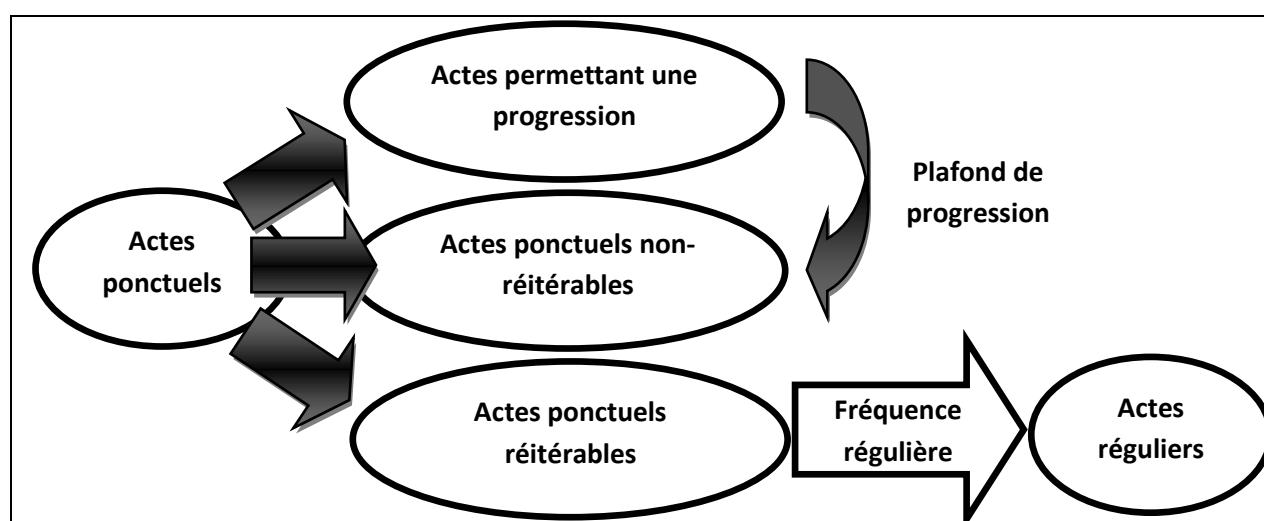 Actes permettant une
progression
Plafond de
progression
Actes
ponctuels
Actes ponctuels non-
réitérables
Actes ponctuels
réitérables
Fréquence
régulière
Actes
réguliers